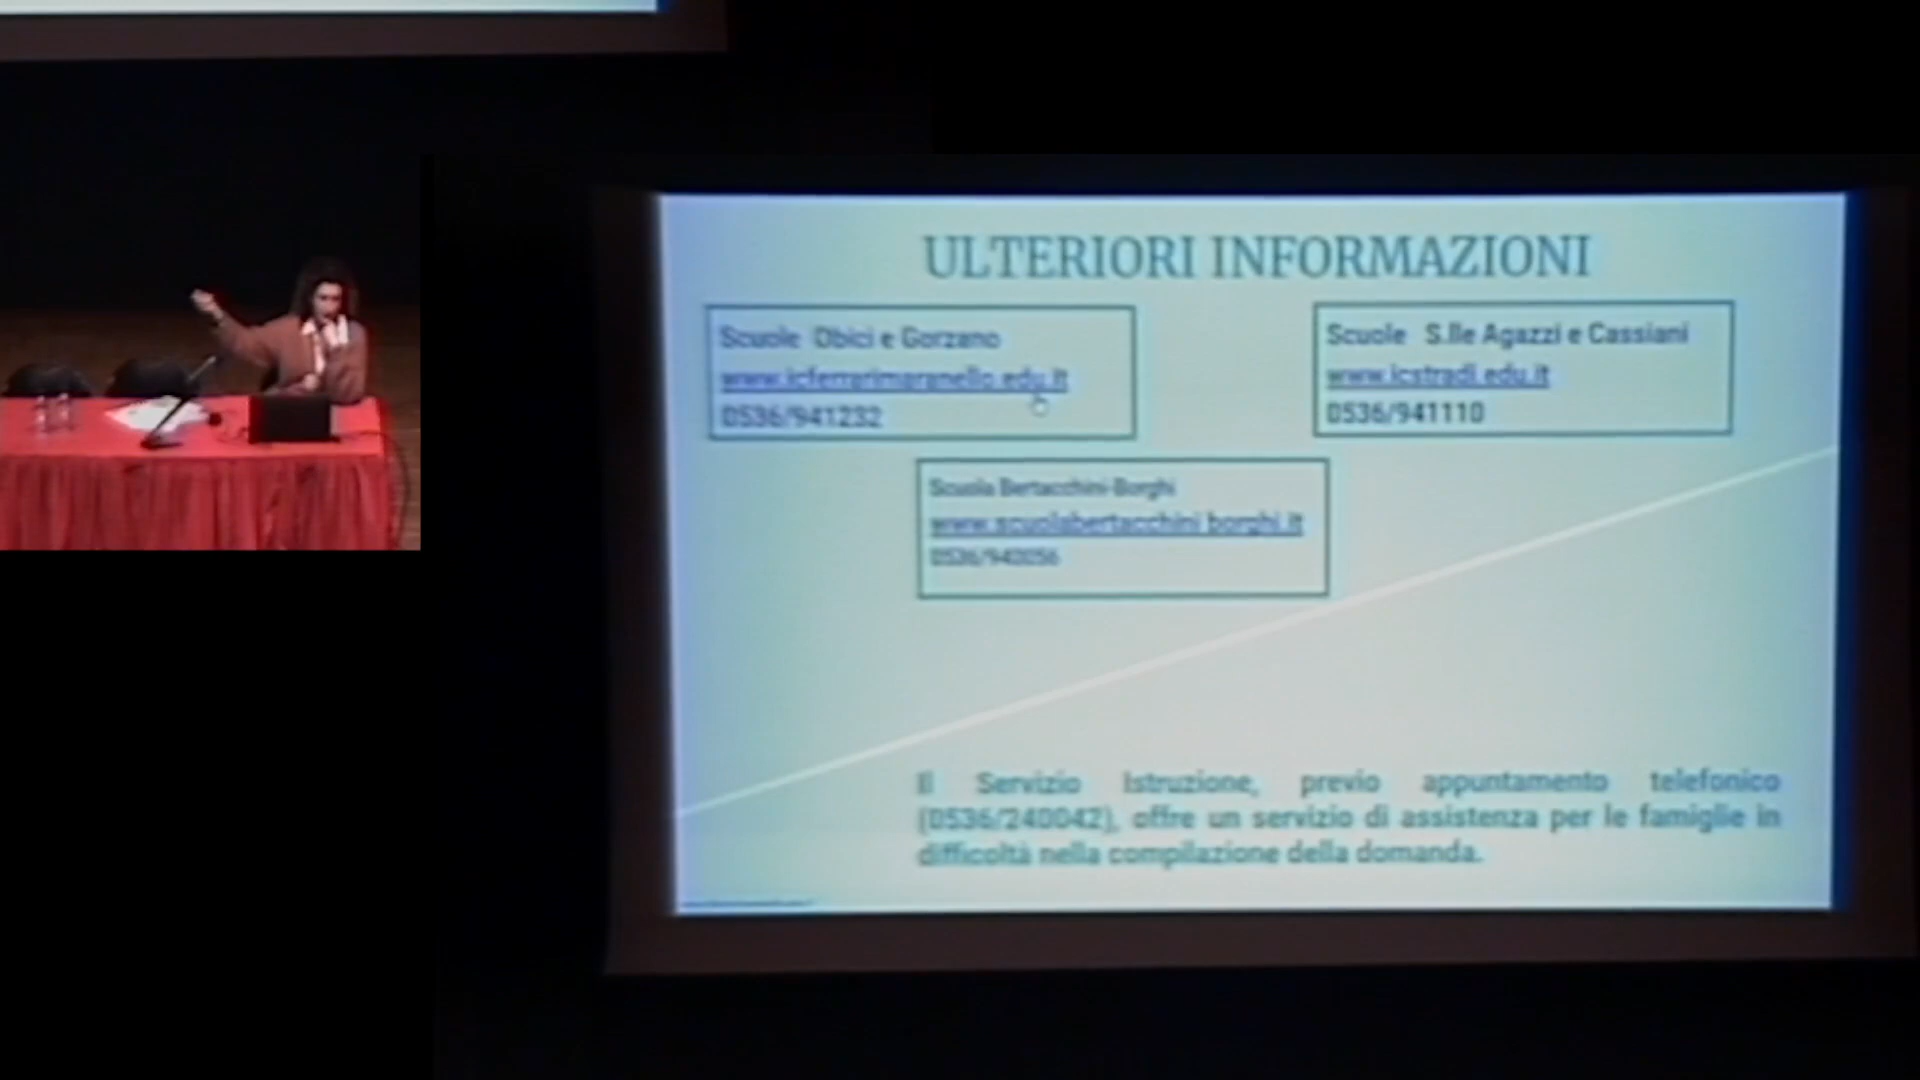 ULTERIORI INFORMAZIONI
Scuole Obici e Gorzano
www.icferrarimaranello.edu.it
0536/941232
Scuole S.lle Agazzi e Cassiani
www.icstradi.edu.it
0536/941110
Scuola Bertacchini-Borghi
www.scuolabertacchini borghi.it
0536/940056
Il Servizio Istruzione, previo appuntamento telefonico
(0536/240042), offre un servizio di assistenza per le famiglie in
difficoltà nella compilazione della domanda.